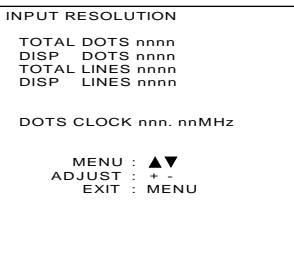 INPUT RESOLUTION
TOTAL DOTS nnnn
DISP DOTS nnnn
TOTAL LINES nnnn
DISP LINES nnnn
DOTS CLOCK nnn. nnMHz
MENU : ▲▼
ADJUST : + -
EXIT : MENU